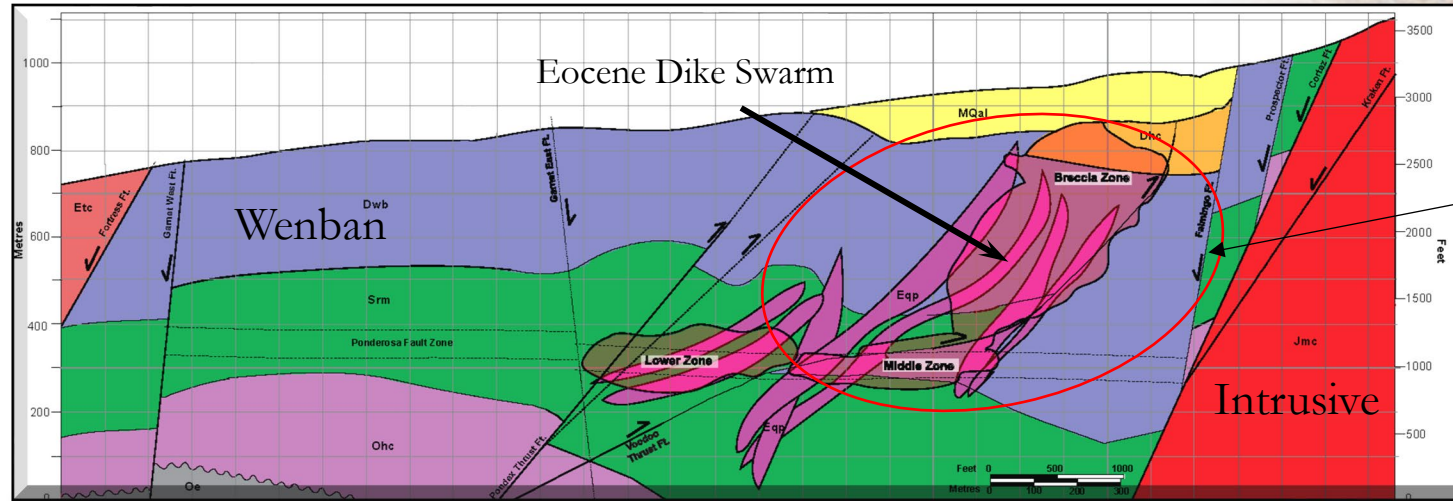 Eocene Dike Swarm
Wenban
Intrusive
Metres
1000
800
600
400
200
0
Feet
3500
3000
2500
2000
1500
1000
500
0
Etc
Fortress Ft.
Garnet West Ft.
Dwb
Garnet East Ft.
MQal
Dhc
Breccia Zone
Prospector Ft.
Cortez Ft.
Krakan Ft.
Srm
Eqp
Ponderosa Fault Zone
Lower Zone
Middle Zone
Jmc
Ohc
Eqp
Voodoo
Thrust Ft.
Pondex Thrust Ft.
Oe
Feet 0 500 1000
Metres 0 100 200 300